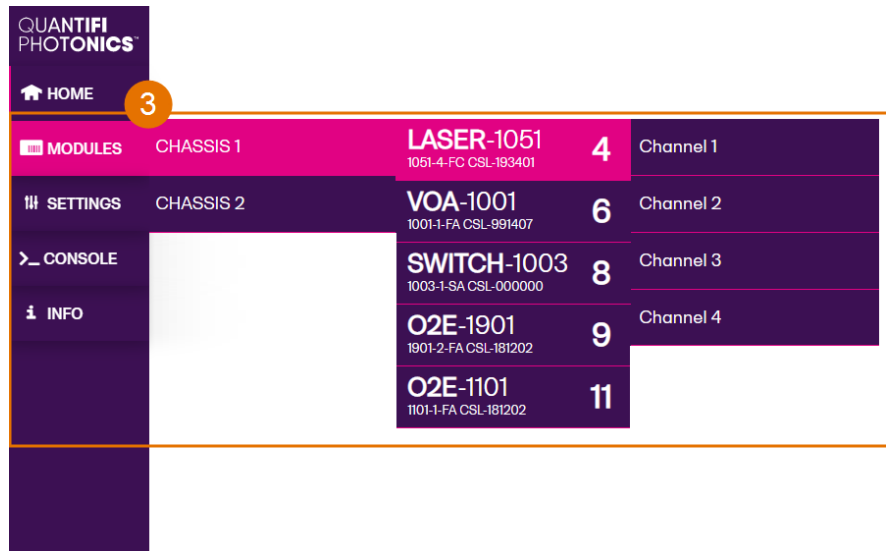 QUANTIFI
PHOTONICS™
HOME
3
MODULES
CHASSIS 1
LASER-1051
1051-4-FC CSL-193401
4
Channel 1
SETTINGS
CHASSIS 2
VOA-1001
1001-1-FA CSL-991407
6
Channel 2
CONSOLE
SWITCH-1003
1003-1-SA CSL-000000
8
Channel 3
INFO
O2E-1901
1901-2-FA CSL-181202
9
Channel 4
O2E-1101
1101-1-FA CSL-181202
11